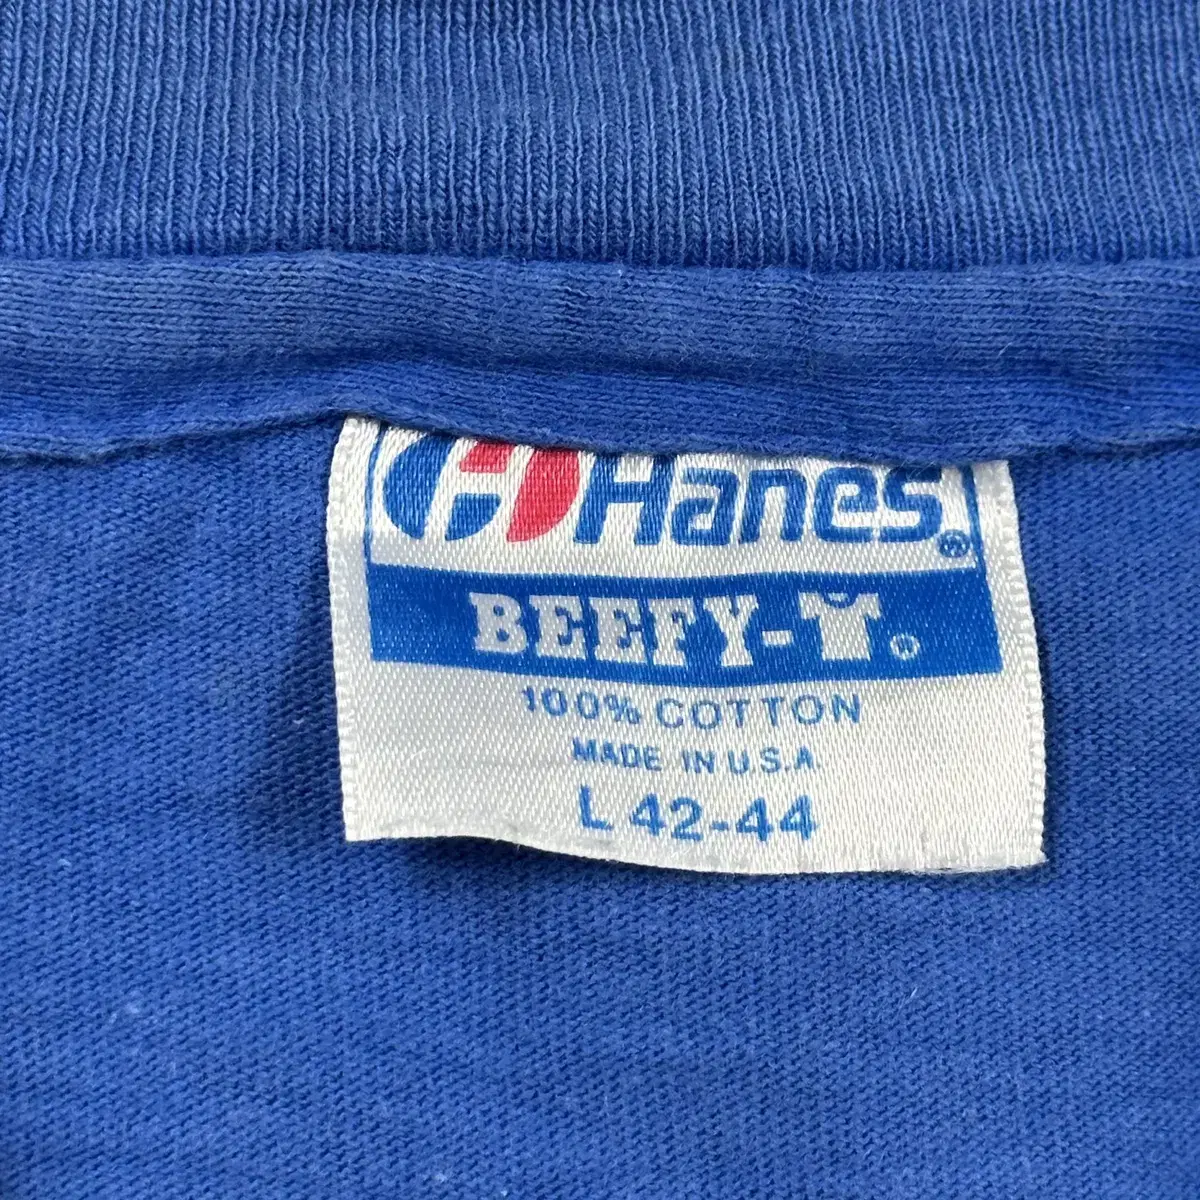 Hanes®
BEEFY-T®
100% COTTON
MADE IN U.S.A
L 42-44